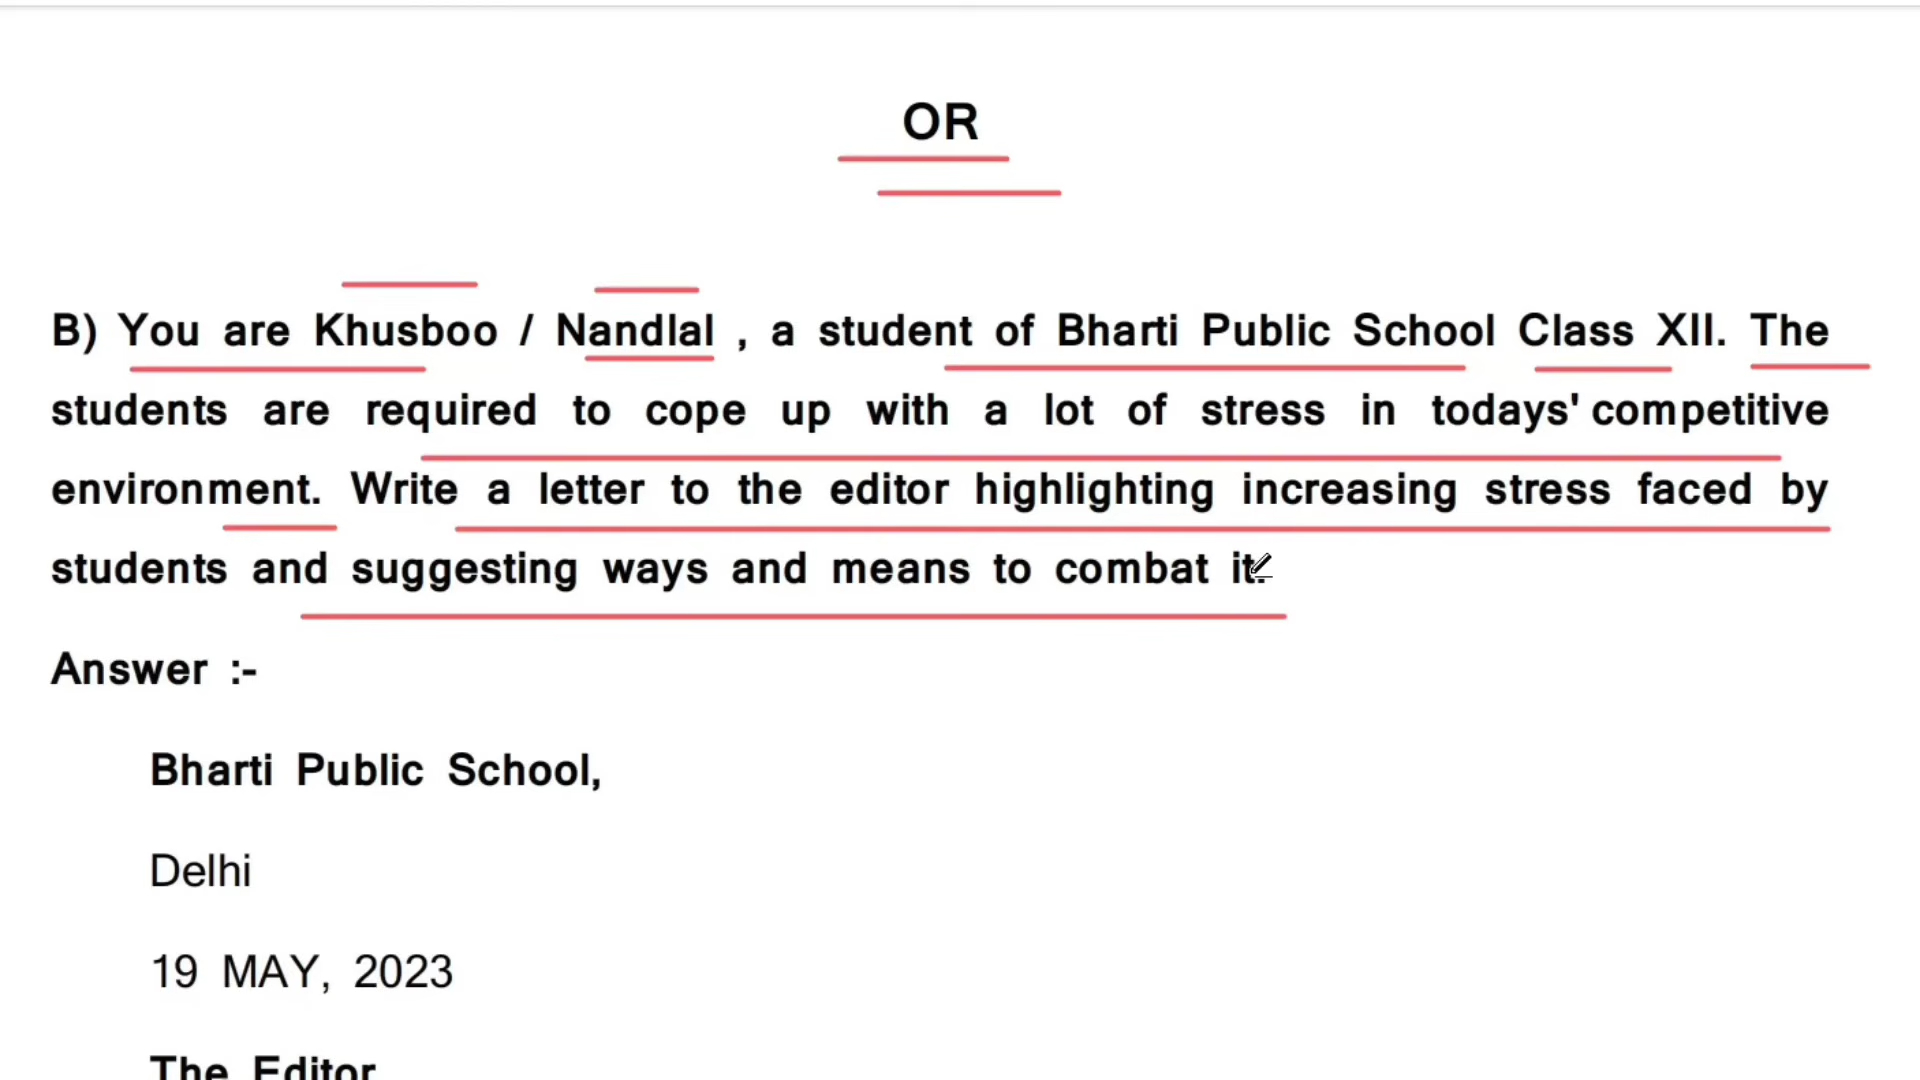 OR
B) You are Khusboo / Nandlal , a student of Bharti Public School Class XII. The
students are required to cope up with a lot of stress in todays' competitive
environment. Write a letter to the editor highlighting increasing stress faced by
students and suggesting ways and means to combat it.
Answer :-
Bharti Public School,
Delhi
19 MAY, 2023
The Editor